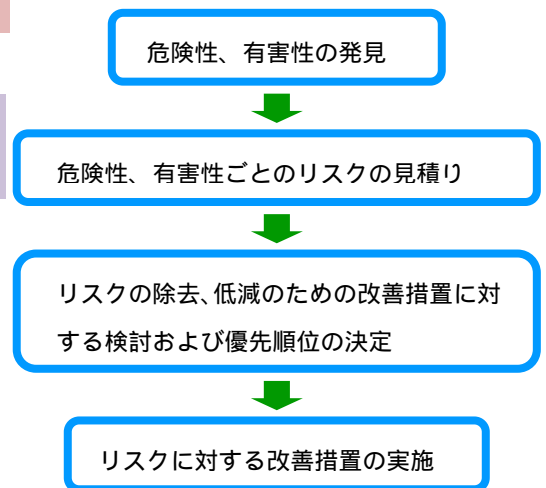 危険性、有害性の発見
危険性、有害性ごとのリスクの見積り
リスクの除去、低減のための改善措置に対
する検討および優先順位の決定
リスクに対する改善措置の実施